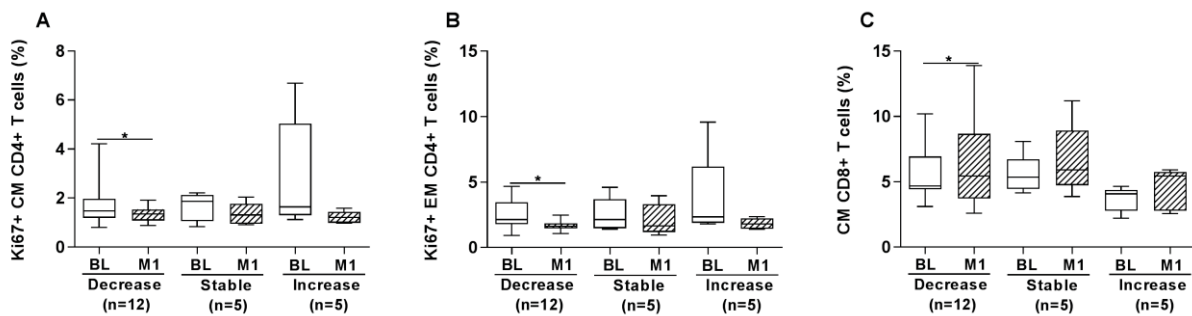 A
Ki67+ CM CD4+ T cells (%)
8
6
4
2
0
*
BL M1 BL M1 BL M1
Decrease Stable Increase
(n=12) (n=5) (n=5)
B
Ki67+ EM CD4+ T cells (%)
15
10
5
0
*
BL M1 BL M1 BL M1
Decrease Stable Increase
(n=12) (n=5) (n=5)
C
CM CD8+ T cells (%)
15
10
5
0
*
BL M1 BL M1 BL M1
Decrease Stable Increase
(n=12) (n=5) (n=5)